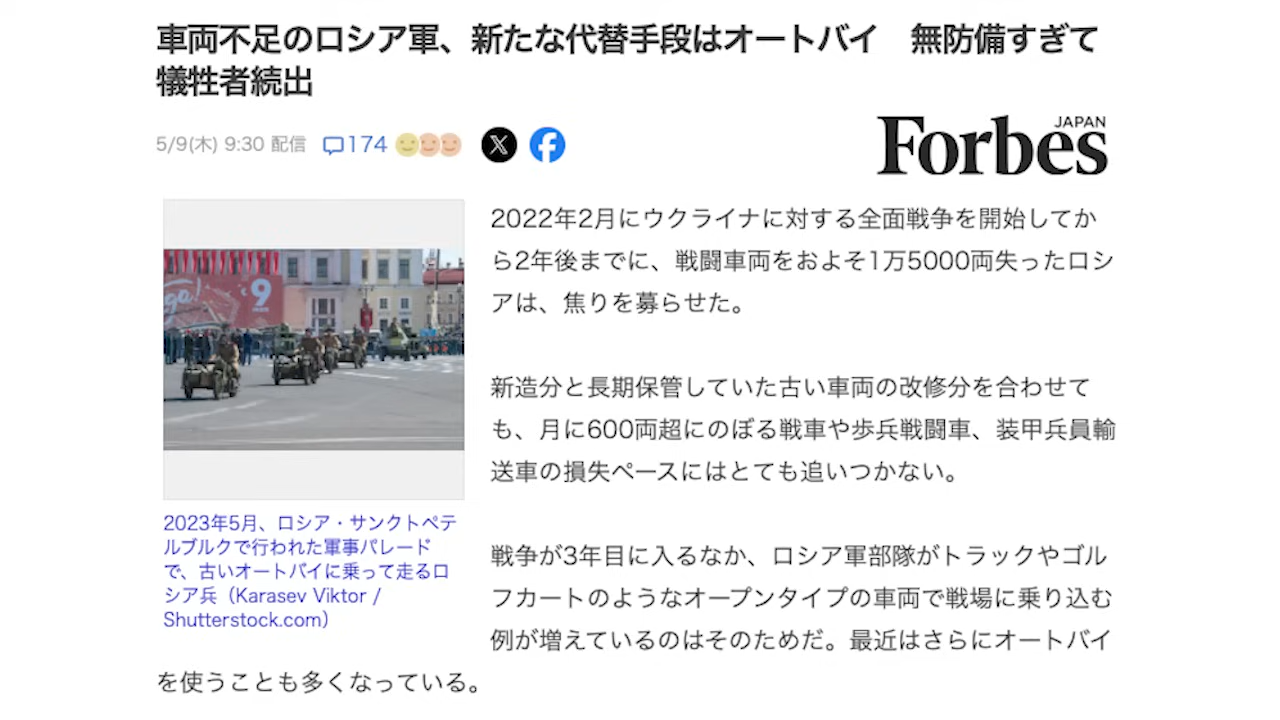 車両不足のロシア軍、新たな代替手段はオートバイ　無防備すぎて
犠牲者続出
5/9(木) 9:30 配信 174
Forbes JAPAN
2022年2月にウクライナに対する全面戦争を開始してか
ら2年後までに、戦闘車両をおよそ1万5000両失ったロシ
アは、焦りを募らせた。
新造分と長期保管していた古い車両の改修分を合わせて
も、月に600両超にのぼる戦車や歩兵戦闘車、装甲兵員輸
送車の損失ペースにはとても追いつかない。
戦争が3年目に入るなか、ロシア軍部隊がトラックやゴル
フカートのようなオープンタイプの車両で戦場に乗り込む
例が増えているのはそのためだ。最近はさらにオートバイ
を使うことも多くなっている。
9
2023年5月、ロシア・サンクトペテ
ルブルクで行われた軍事パレード
で、古いオートバイに乗って走るロ
シア兵（Karasev Viktor /
Shutterstock.com）